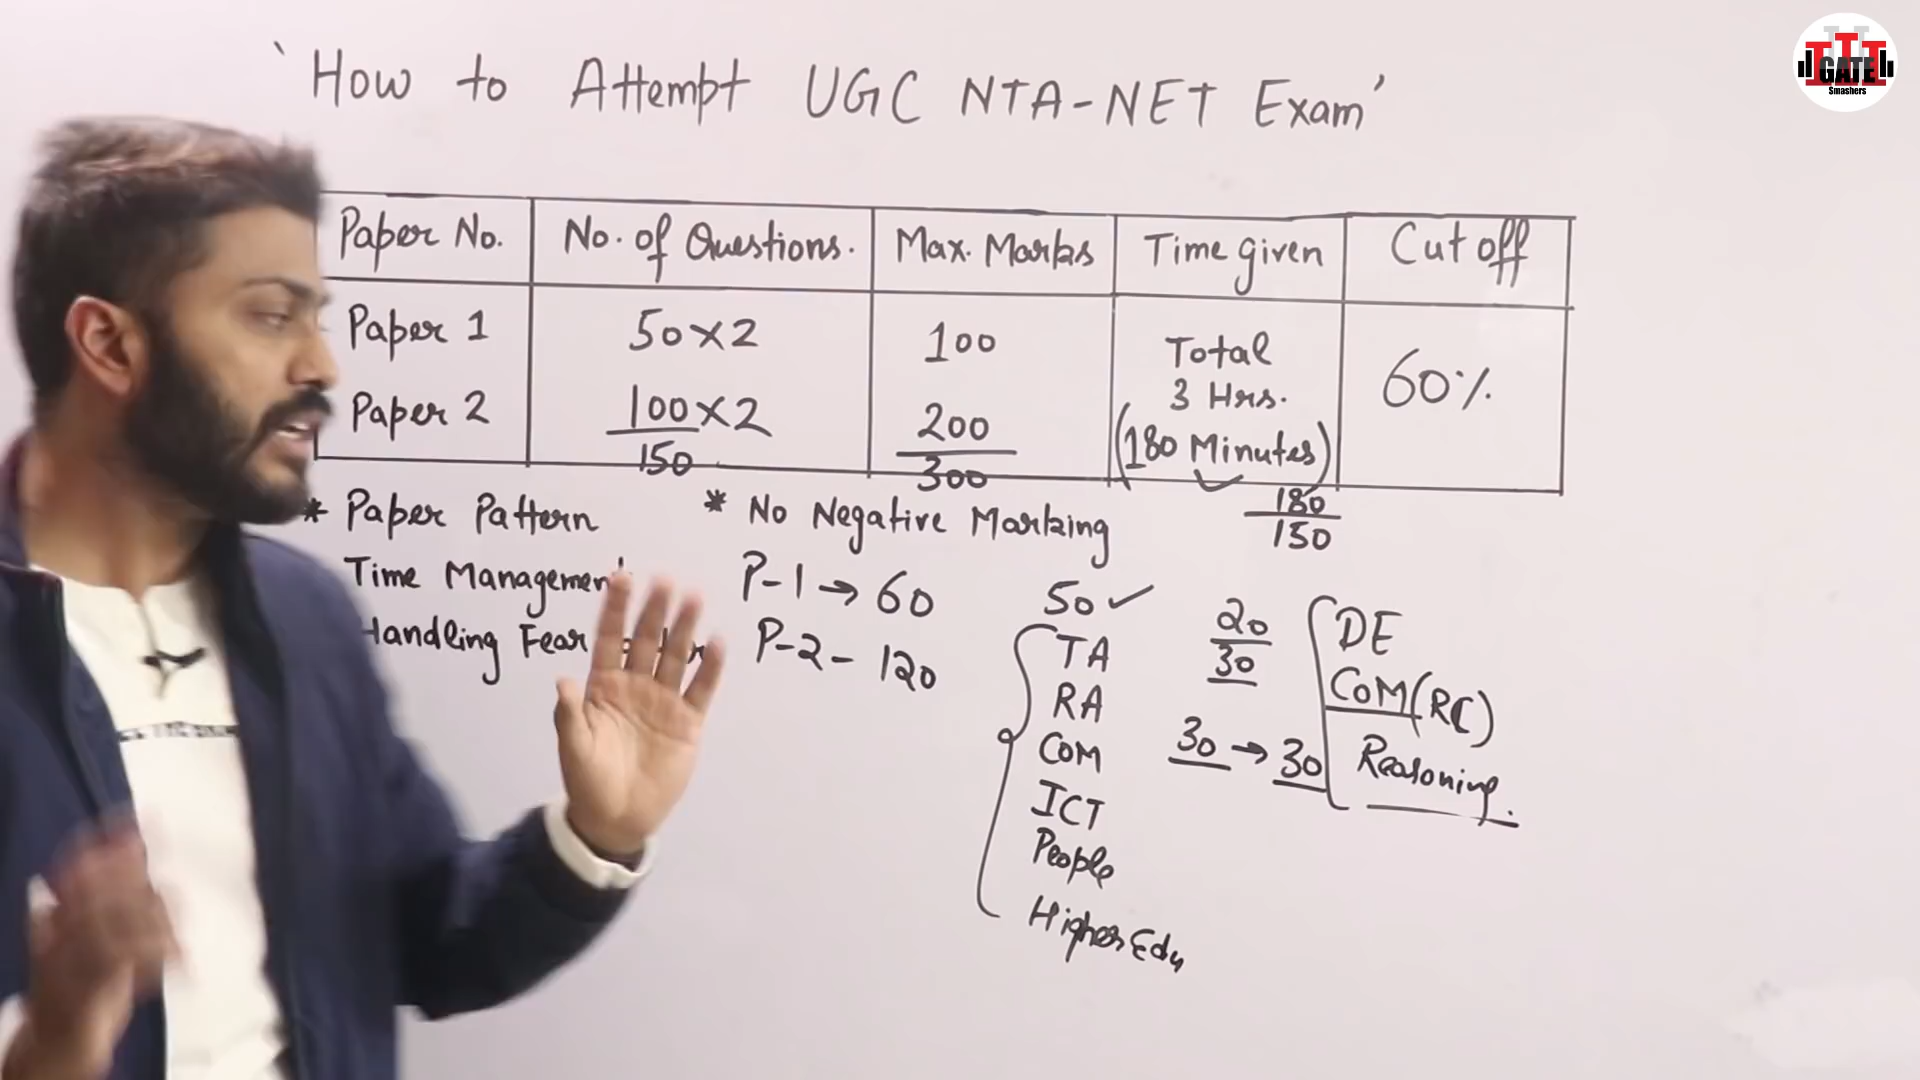 'How to Attempt UGC NTA-NET Exam'
GATE
Smashers
Paper No. No. of Questions. Max. Marks Time given Cut off
Paper 1 50×2 100 Total 60%
3 Hrs.
Paper 2 100×2 200 (180 Minutes)
150 300
180
150
* Paper Pattern * No Negative Marking
Time Management P-1 → 60
Handling Fear P-2 - 120
50 ✓
TA
RA
COM
ICT
People
Higher Edu
20
30
30 → 30
DE
COM (RC)
Reasoning.